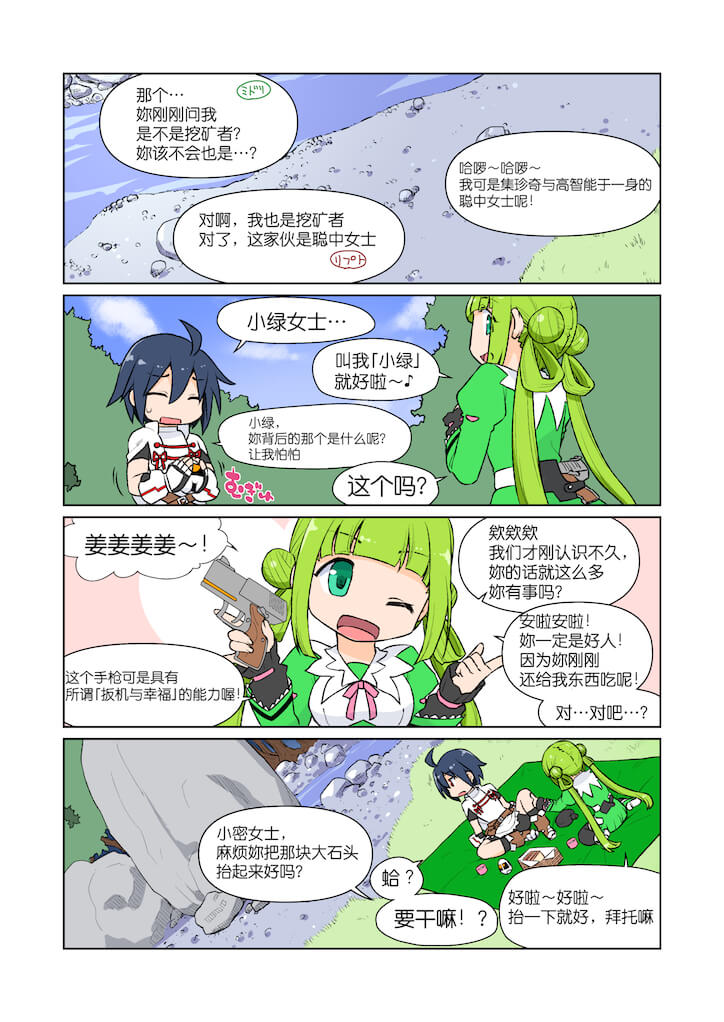 那个…
妳刚刚问我
是不是挖矿者?
妳该不会也是…?
ミドリ
哈啰～哈啰～
我可是集珍奇与高智能于一身的
聪中女士呢!
对啊，我也是挖矿者
对了，这家伙是聪中女士
リプト
小绿女士…
叫我「小绿」
就好啦～♪
小绿，
妳背后的那个是什么呢?
让我怕怕
むぎゅ
这个吗?
姜姜姜姜～!
欸欸欸
我们才刚认识不久，
妳的话就这么多
妳有事吗?
安啦安啦!
妳一定是好人!
因为妳刚刚
还给我东西吃呢!
对…对吧…?
这个手枪可是具有
所谓「扳机与幸福」的能力喔!
小密女士，
麻烦妳把那块大石头
抬起来好吗?
蛤?
要干嘛!?
好啦～好啦～
抬一下就好，拜托嘛